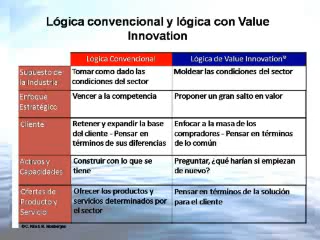 Lógica convencional y lógica con Value
Innovation
Lógica Convencional
Lógica de Value Innovation®
Supuesto de
la Industria
Tomar como dado las
condiciones del sector
Moldear las condiciones del sector
Enfoque
Estratégico
Vencer a la competencia
Proponer un gran salto en valor
Cliente
Retener y expandir la base
del cliente - Pensar en
términos de sus diferencias
Enfocar a la masa de los
compradores - Pensar en términos
de lo común
Activos y
Capacidades
Construir con lo que se
tiene
Preguntar, ¿qué harían si empiezan
de nuevo?
Ofertas de
Producto y
Servicio
Ofrecer los productos y
servicios determinados por
el sector
Pensar en términos de la solución
para el cliente